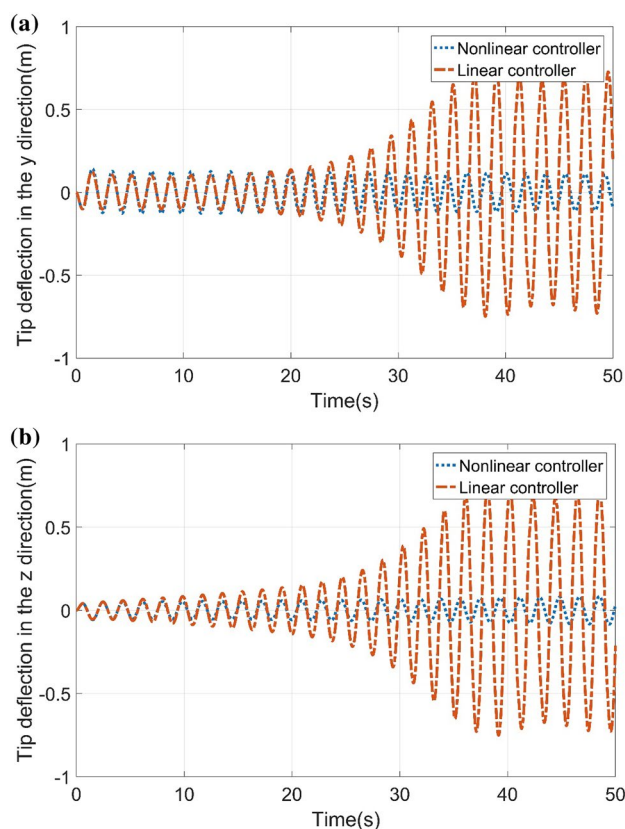 (a)
Tip deflection in the y direction(m)
1
0.5
0
-0.5
-1
Nonlinear controller
Linear controller
0 10 20 30 40 50
Time(s)
(b)
Tip deflection in the z direction(m)
1
0.5
0
-0.5
-1
Nonlinear controller
Linear controller
0 10 20 30 40 50
Time(s)